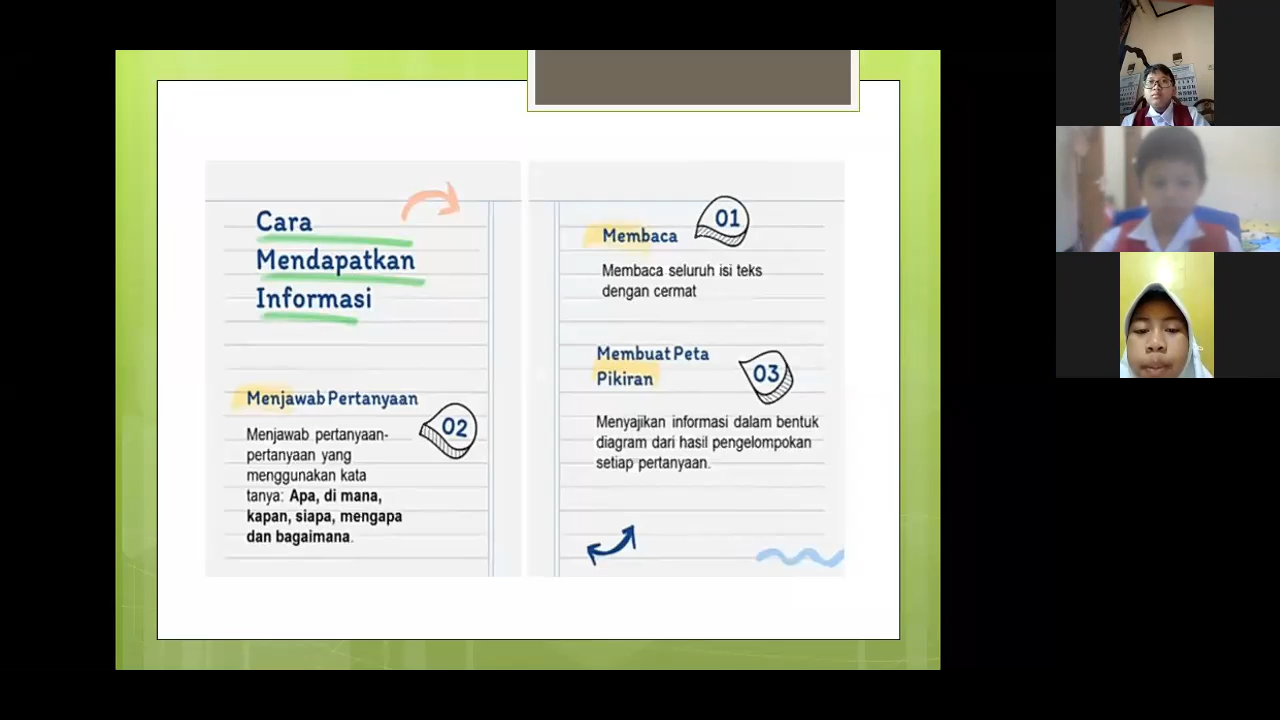 Cara
Mendapatkan
Informasi
01
Membaca
Membaca seluruh isi teks
dengan cermat
02
Menjawab Pertanyaan
Menjawab pertanyaan-
pertanyaan yang
menggunakan kata
tanya: Apa, di mana,
kapan, siapa, mengapa
dan bagaimana.
03
Membuat Peta
Pikiran
Menyajikan informasi dalam bentuk
diagram dari hasil pengelompokan
setiap pertanyaan.